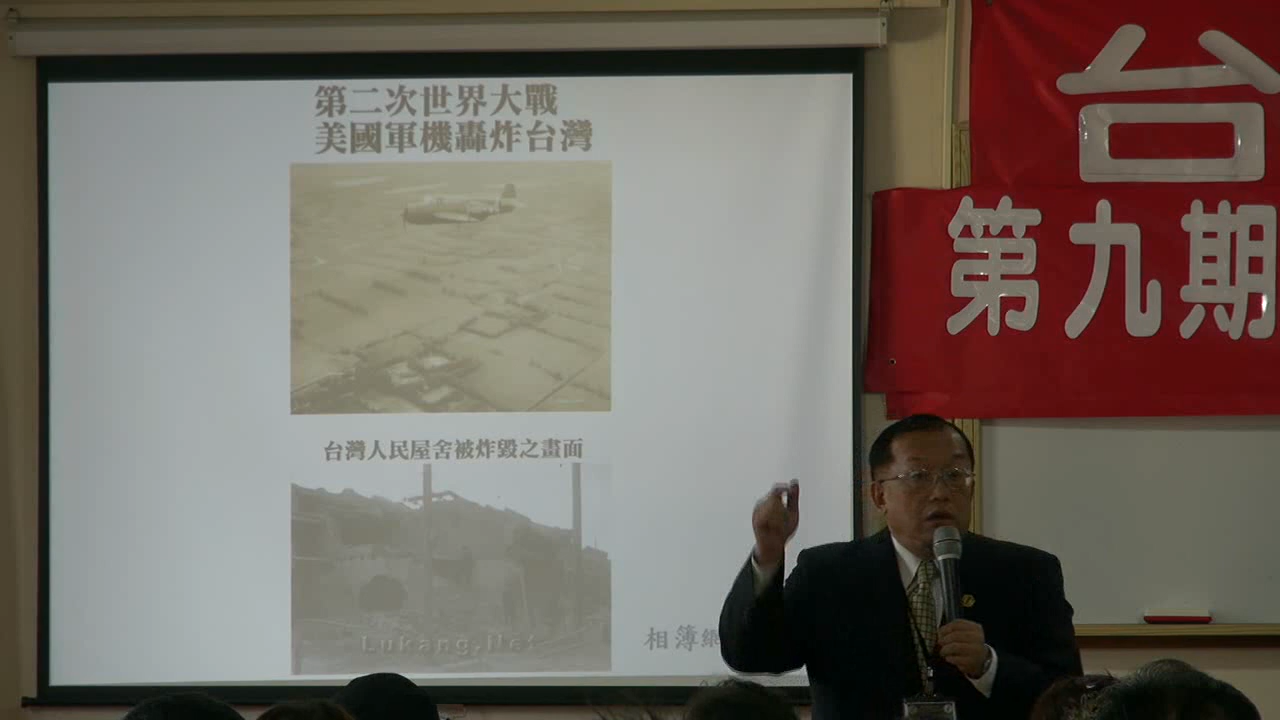 第二次世界大戰
美國軍機轟炸台灣
台灣人民屋舍被炸毀之畫面
Lukang.Net
相簿網
台
第九期